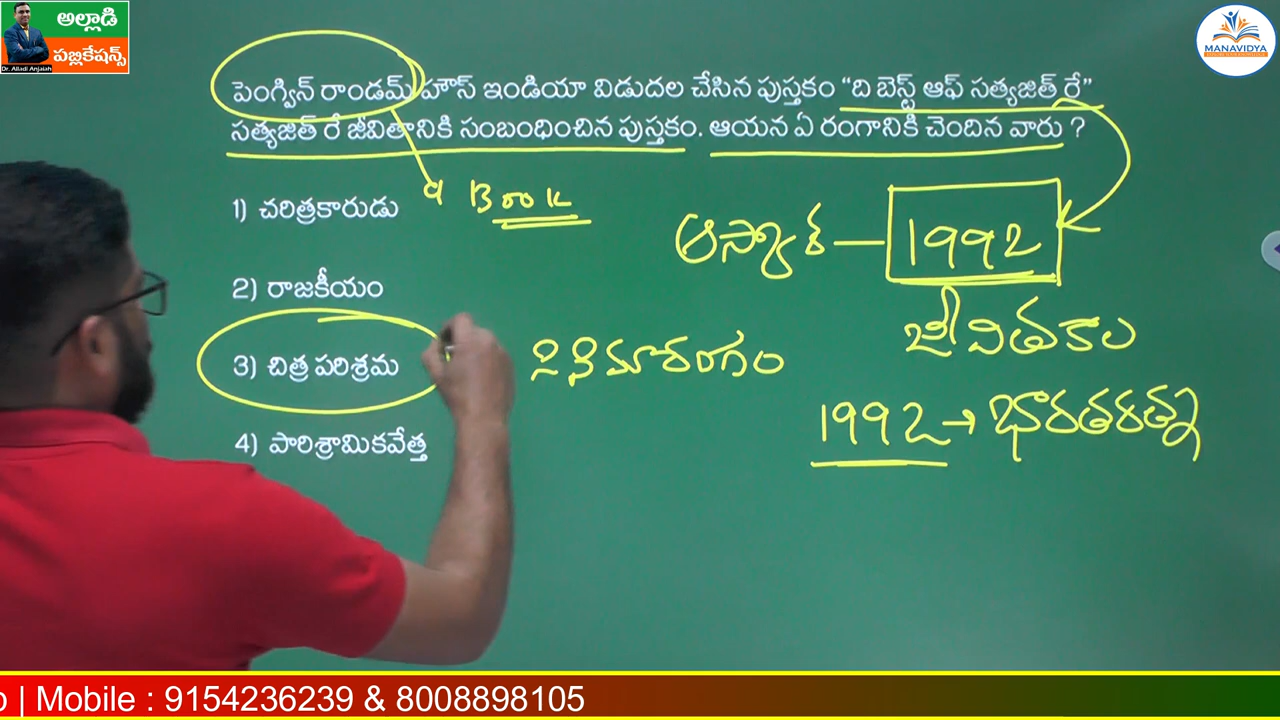 అల్లాడి
పబ్లికేషన్స్
Dr. Alladi Anjaiah
MANAVIDYA
పెంగ్విన్ రాండమ్ హౌస్ ఇండియా విడుదల చేసిన పుస్తకం “ది బెస్ట్ ఆఫ్ సత్యజిత్ రే”
సత్యజిత్ రే జీవితానికి సంబంధించిన పుస్తకం. ఆయన ఏ రంగానికి చెందిన వారు ?
1) చరిత్రకారుడు
Book
ఆస్కార్ – 1992
2) రాజకీయం
జీవితకాల
3) చిత్ర పరిశ్రమ
సినిమారంగం
1992 → భారతరత్న
4) పారిశ్రామికవేత్త
| Mobile : 9154236239 & 8008898105